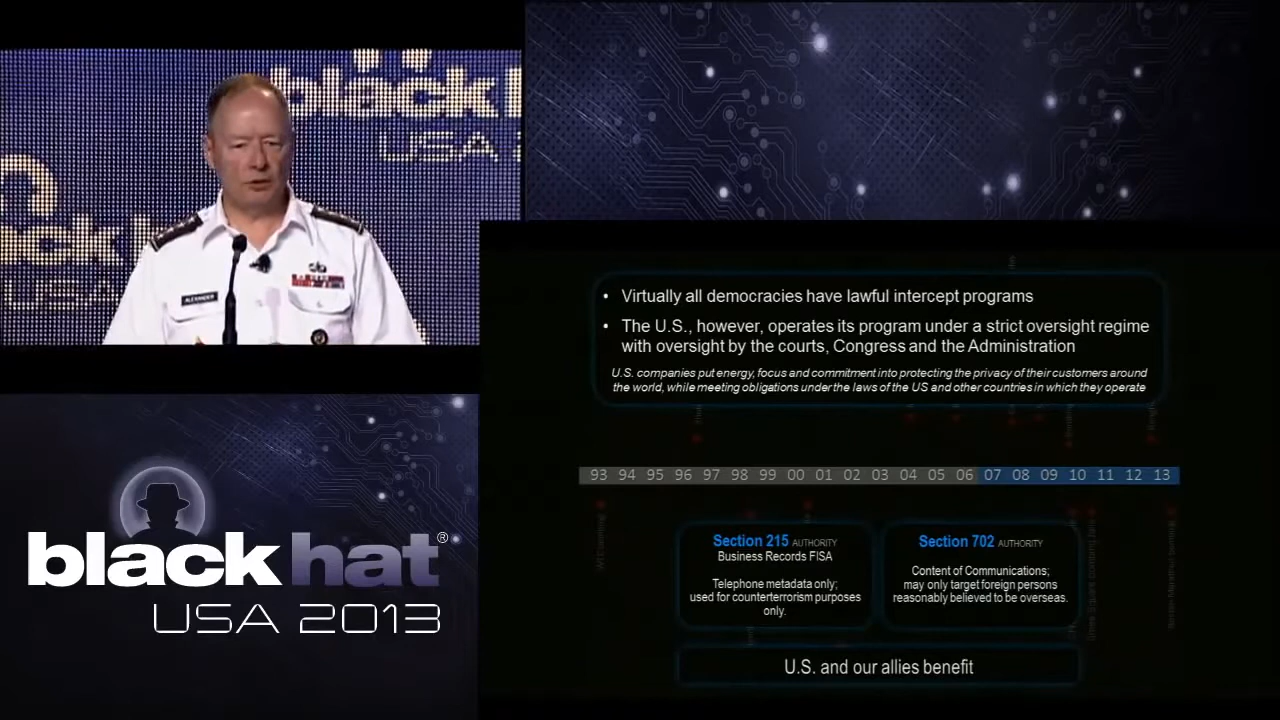 black h
USA 2
ack h
USA
ALEXANDER
black hat®
USA 2013
• Virtually all democracies have lawful intercept programs
• The U.S., however, operates its program under a strict oversight regime
with oversight by the courts, Congress and the Administration
U.S. companies put energy, focus and commitment into protecting the privacy of their customers around
the world, while meeting obligations under the laws of the US and other countries in which they operate
93 94 95 96 97 98 99 00 01 02 03 04 05 06 07 08 09 10 11 12 13
Section 215 AUTHORITY
Business Records FISA
Telephone metadata only;
used for counterterrorism purposes
only.
Section 702 AUTHORITY
Content of Communications;
may only target foreign persons
reasonably believed to be overseas.
U.S. and our allies benefit